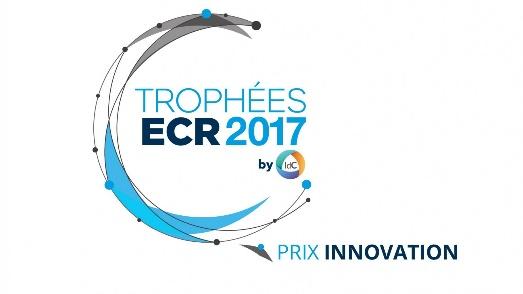 TROPHÉES
ECR 2017
by IdC
PRIX INNOVATION